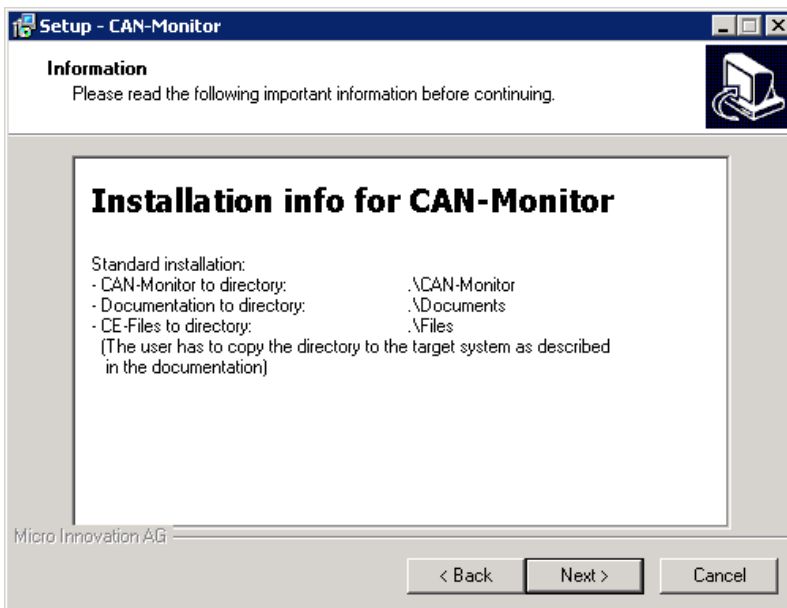 Setup - CAN-Monitor
Information
Please read the following important information before continuing.
Installation info for CAN-Monitor
Standard installation:
- CAN-Monitor to directory: .\CAN-Monitor
- Documentation to directory: .\Documents
- CE-Files to directory: .\Files
(The user has to copy the directory to the target system as described
in the documentation)
Micro Innovation AG
< Back Next > Cancel